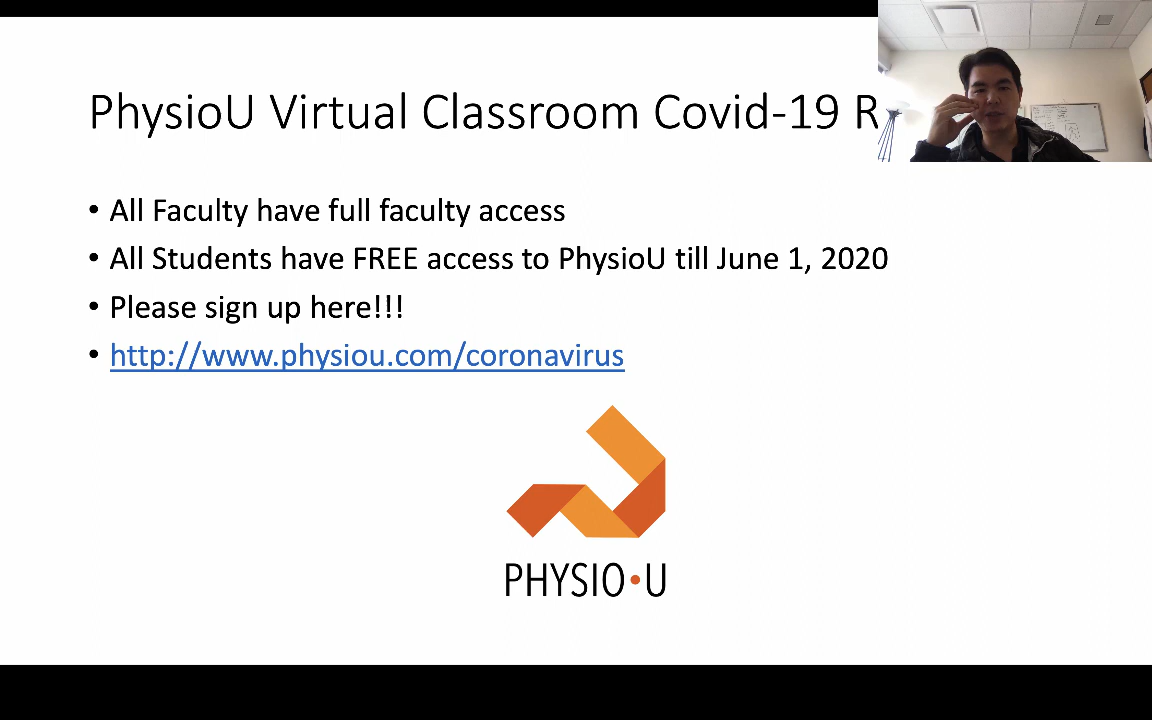 PhysioU Virtual Classroom Covid-19 R
• All Faculty have full faculty access
• All Students have FREE access to PhysioU till June 1, 2020
• Please sign up here!!!
• http://www.physiou.com/coronavirus
PHYSIO•U